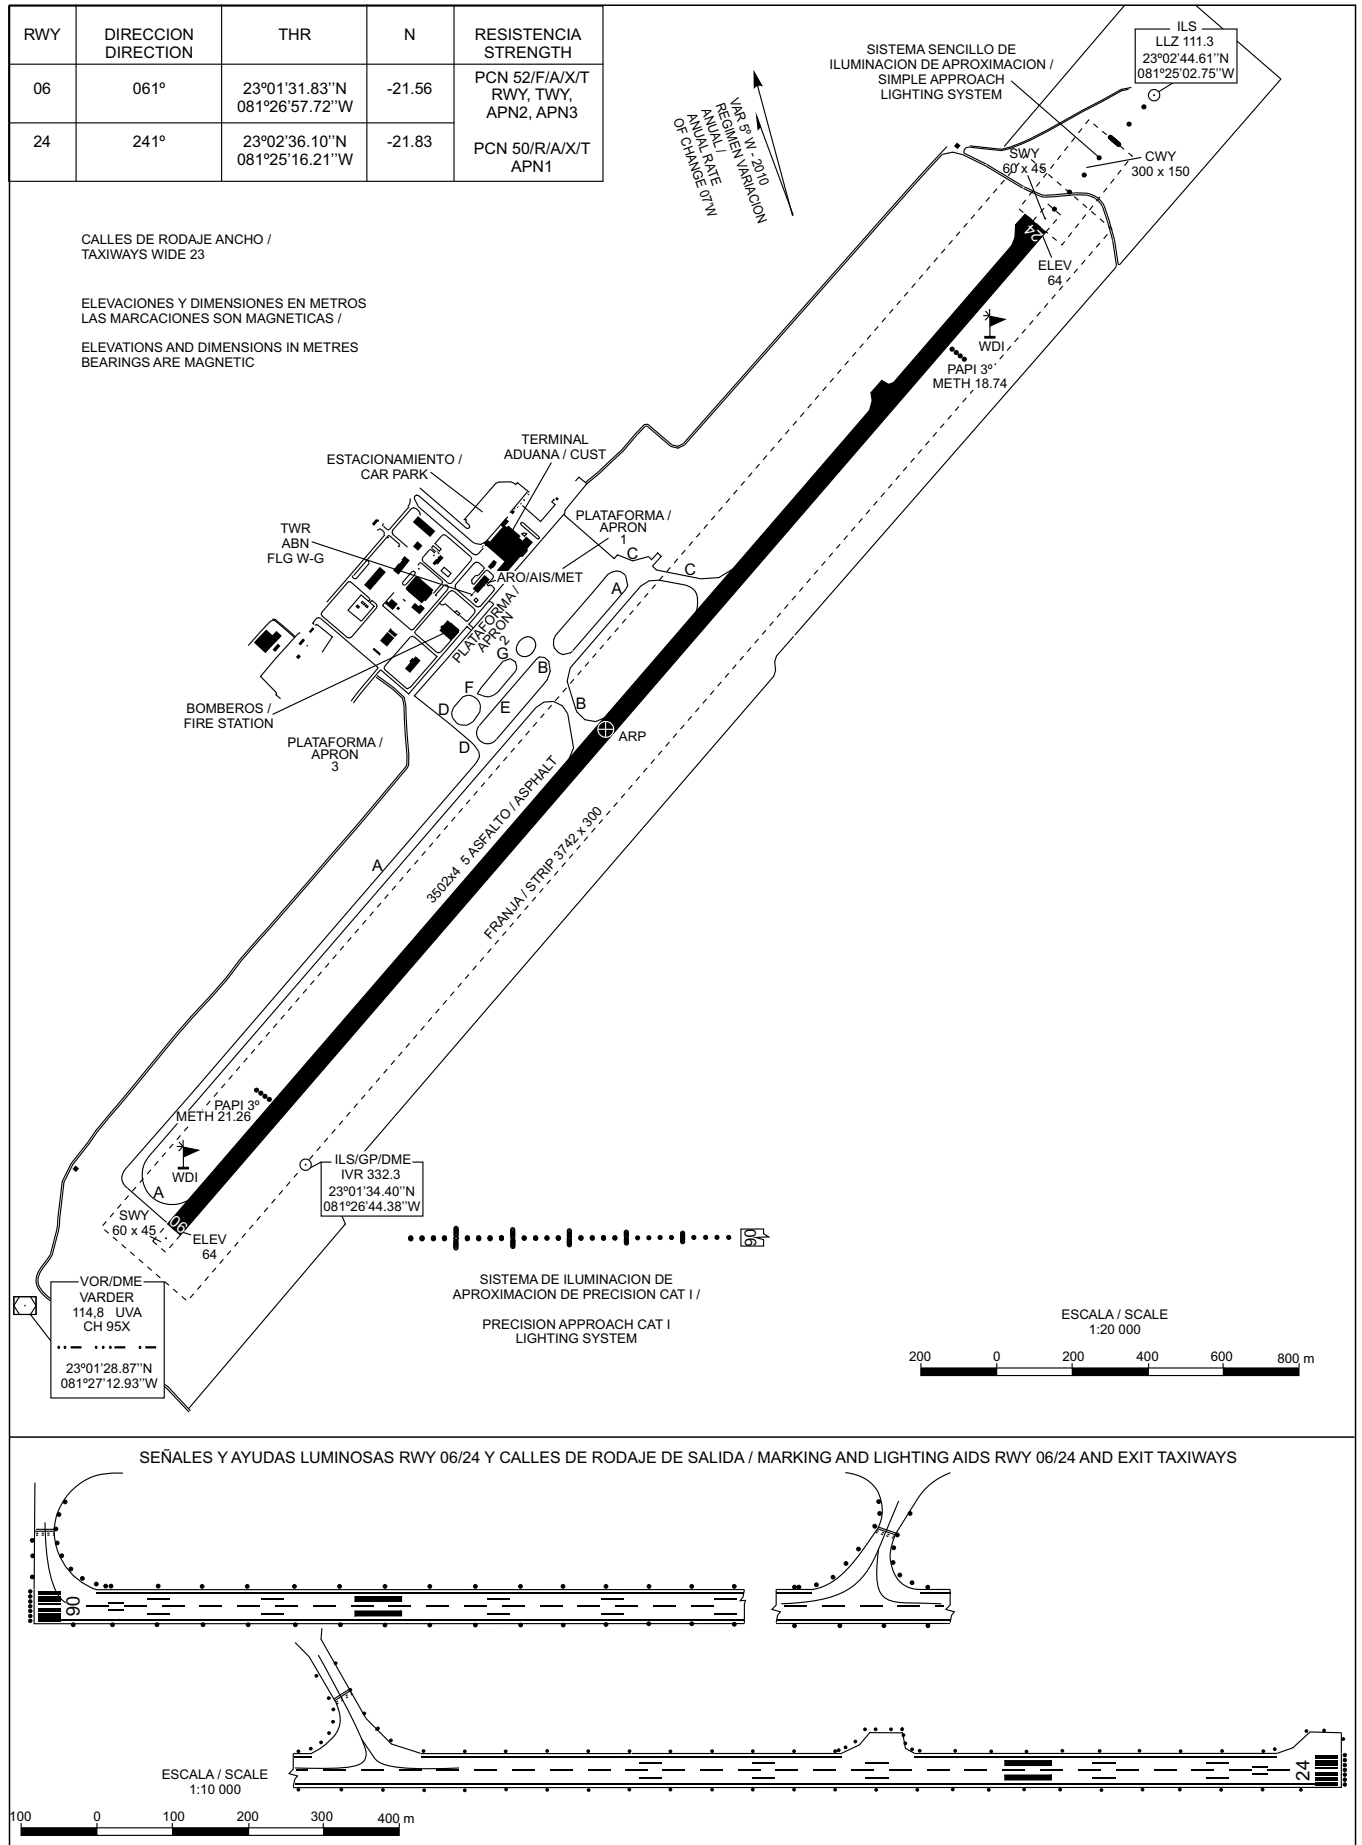 RWY
DIRECCION
DIRECTION
THR
N
RESISTENCIA
STRENGTH
06
061º
23º01'31.83''N
081º26'57.72''W
-21.56
PCN 52/F/A/X/T
RWY, TWY,
APN2, APN3
24
241º
23º02'36.10''N
081º25'16.21''W
-21.83
PCN 50/R/A/X/T
APN1
CALLES DE RODAJE ANCHO /
TAXIWAYS WIDE 23
ELEVACIONES Y DIMENSIONES EN METROS
LAS MARCACIONES SON MAGNETICAS /
ELEVATIONS AND DIMENSIONS IN METRES
BEARINGS ARE MAGNETIC
VAR 5º W - 2010
REGIMEN VARIACION
ANUAL /
ANUAL RATE
OF CHANGE 07'W
SISTEMA SENCILLO DE
ILUMINACION DE APROXIMACION /
SIMPLE APPROACH
LIGHTING SYSTEM
ILS
LLZ 111.3
23º02'44.61''N
081º25'02.75''W
SWY
60 x 45
CWY
300 x 150
24
ELEV
64
WDI
PAPI 3º
METH 18.74
TERMINAL
ADUANA / CUST
ESTACIONAMIENTO /
CAR PARK
TWR
ABN
FLG W-G
PLATAFORMA /
APRON
1
C
C
ARO/AIS/MET
A
PLATAFORMA /
APRON
2
G
B
F
E
B
D
D
BOMBEROS /
FIRE STATION
PLATAFORMA /
APRON
3
ARP
3502x4 5 ASFALTO / ASPHALT
FRANJA / STRIP 3742 x 300
A
PAPI 3º
METH 21.26
WDI
A
SWY
60 x 45
06
ELEV
64
ILS/GP/DME
IVR 332.3
23º01'34.40''N
081º26'44.38''W
VOR/DME
VARDER
114,8 UVA
CH 95X
23º01'28.87''N
081º27'12.93''W
06
SISTEMA DE ILUMINACION DE
APROXIMACION DE PRECISION CAT I /
PRECISION APPROACH CAT I
LIGHTING SYSTEM
ESCALA / SCALE
1:20 000
200 0 200 400 600 800 m
SEÑALES Y AYUDAS LUMINOSAS RWY 06/24 Y CALLES DE RODAJE DE SALIDA / MARKING AND LIGHTING AIDS RWY 06/24 AND EXIT TAXIWAYS
06
24
ESCALA / SCALE
1:10 000
100 0 100 200 300 400 m